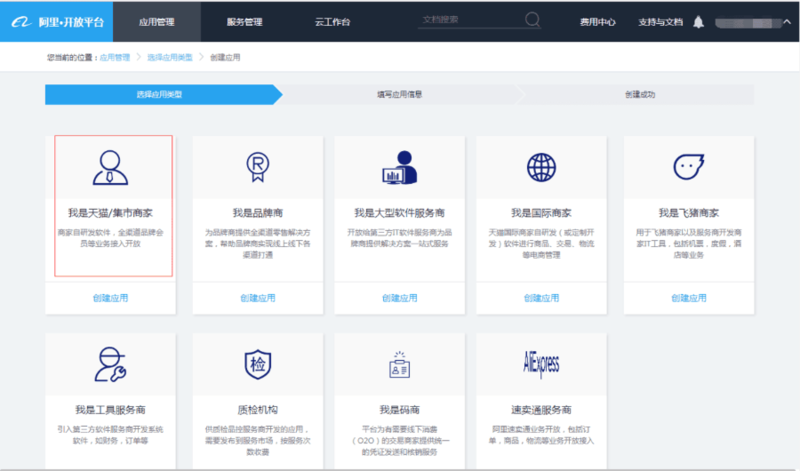 阿里·开放平台 应用管理 服务管理 云工作台 文档搜索 费用中心 支持与文档
您当前的位置：应用管理 > 选择应用类型 > 创建应用
选择应用类型 填写应用信息 创建成功
我是天猫/集市商家
商家自研发软件，全渠道品牌会
员等业务接入开放
创建应用
我是品牌商
为品牌商提供全渠道零售解决方
案，帮助品牌商实现线上线下各
渠道打通
创建应用
我是大型软件服务商
开放给第三方IT软件服务商为品
牌商提供解决方案一站式服务
创建应用
我是国际商家
天猫国际商家自研发（或定制开
发）软件进行商品、交易、物流
等电商管理
创建应用
我是飞猪商家
用于飞猪商家以及服务商开发商
家IT工具，包括机票，度假，酒
店等业务
创建应用
我是工具服务商
引入第三方软件服务商开发系统
软件，如财务，订单等
检
质检机构
供质检品控服务商开发的应用，
需要发布到服务市场，按服务次
数收费
我是码商
平台为有需要线下消费
（O2O）的交易商家提供统一
的凭证发送和核销服务
AliExpress
速卖通服务商
阿里速卖通业务开放，包括订
单，商品，物流等业务开放接入